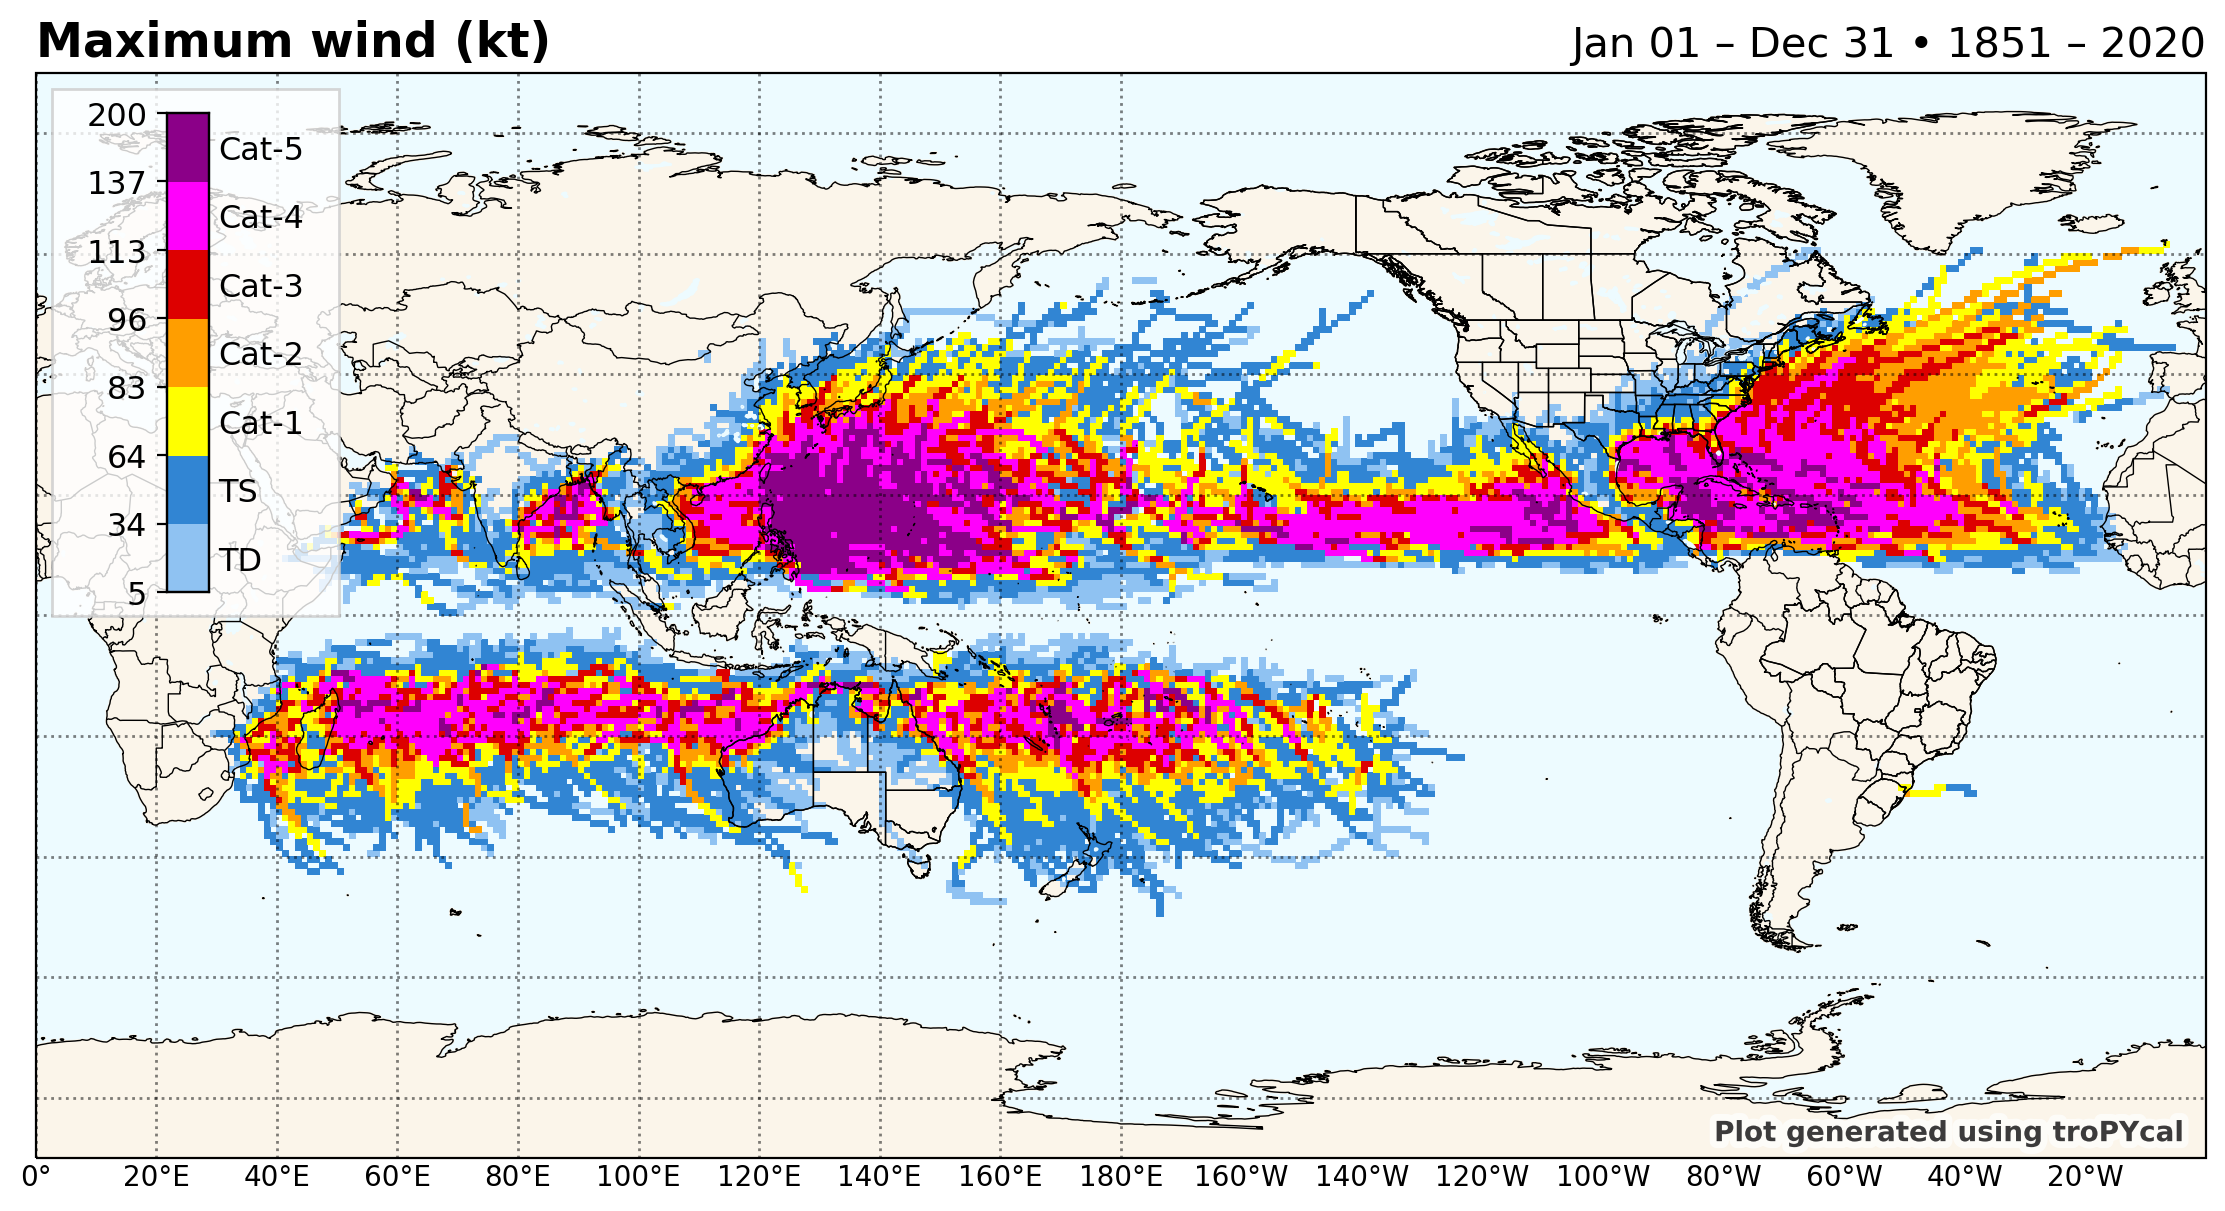 Maximum wind (kt)
Jan 01 – Dec 31 • 1851 – 2020
200
Cat-5
137
Cat-4
113
Cat-3
96
Cat-2
83
Cat-1
64
TS
34
TD
5
Plot generated using troPYcal
0° 20°E 40°E 60°E 80°E 100°E 120°E 140°E 160°E 180°E 160°W 140°W 120°W 100°W 80°W 60°W 40°W 20°W